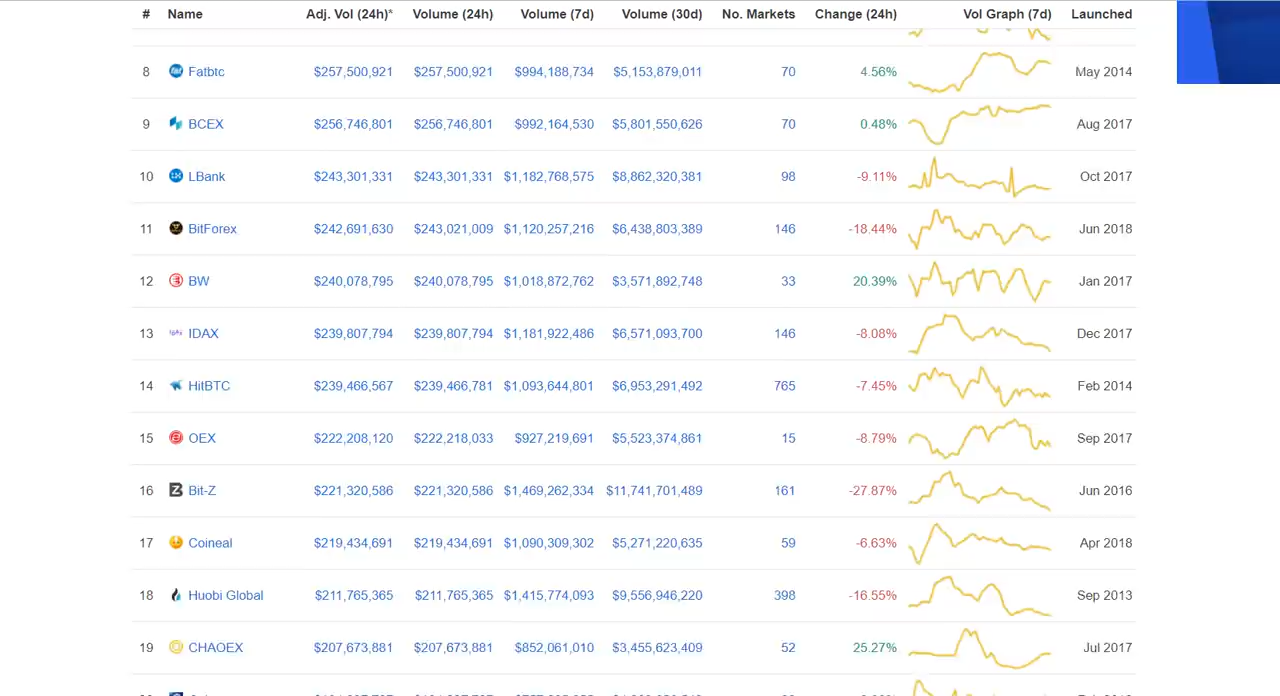 # Name Adj. Vol (24h)* Volume (24h) Volume (7d) Volume (30d) No. Markets Change (24h) Vol Graph (7d) Launched
8 Fatbtc $257,500,921 $257,500,921 $994,188,734 $5,153,879,011 70 4.56% May 2014
9 BCEX $256,746,801 $256,746,801 $992,164,530 $5,801,550,626 70 0.48% Aug 2017
10 LBank $243,301,331 $243,301,331 $1,182,768,575 $8,862,320,381 98 -9.11% Oct 2017
11 BitForex $242,691,630 $243,021,009 $1,120,257,216 $6,438,803,389 146 -18.44% Jun 2018
12 BW $240,078,795 $240,078,795 $1,018,872,762 $3,571,892,748 33 20.39% Jan 2017
13 IDAX $239,807,794 $239,807,794 $1,181,922,486 $6,571,093,700 146 -8.08% Dec 2017
14 HitBTC $239,466,567 $239,466,781 $1,093,644,801 $6,953,291,492 765 -7.45% Feb 2014
15 OEX $222,208,120 $222,218,033 $927,219,691 $5,523,374,861 15 -8.79% Sep 2017
16 Bit-Z $221,320,586 $221,320,586 $1,469,262,334 $11,741,701,489 161 -27.87% Jun 2016
17 Coineal $219,434,691 $219,434,691 $1,090,309,302 $5,271,220,635 59 -6.63% Apr 2018
18 Huobi Global $211,765,365 $211,765,365 $1,415,774,093 $9,556,946,220 398 -16.55% Sep 2013
19 CHAOEX $207,673,881 $207,673,881 $852,061,010 $3,455,623,409 52 25.27% Jul 2017